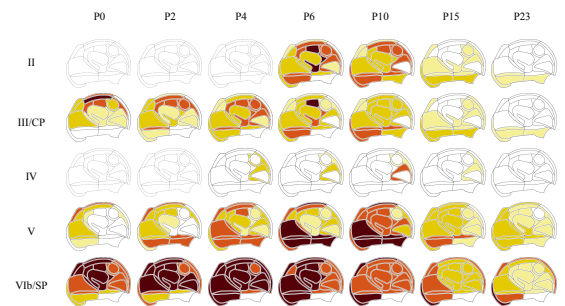 P0 P2 P4 P6 P10 P15 P23
II
III/CP
IV
V
VIb/SP